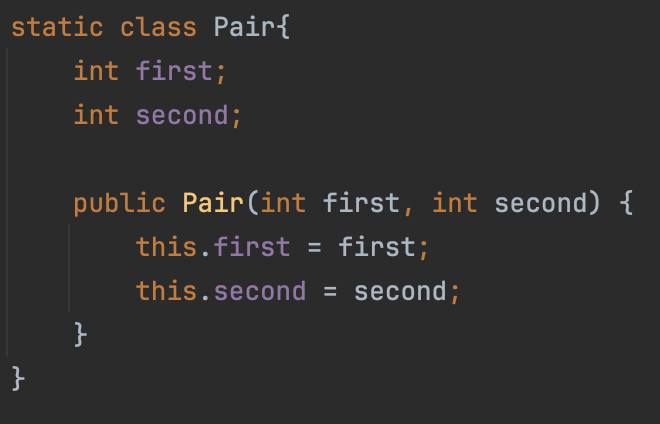 static class Pair{
    int first;
    int second;

    public Pair(int first, int second) {
        this.first = first;
        this.second = second;
    }
}